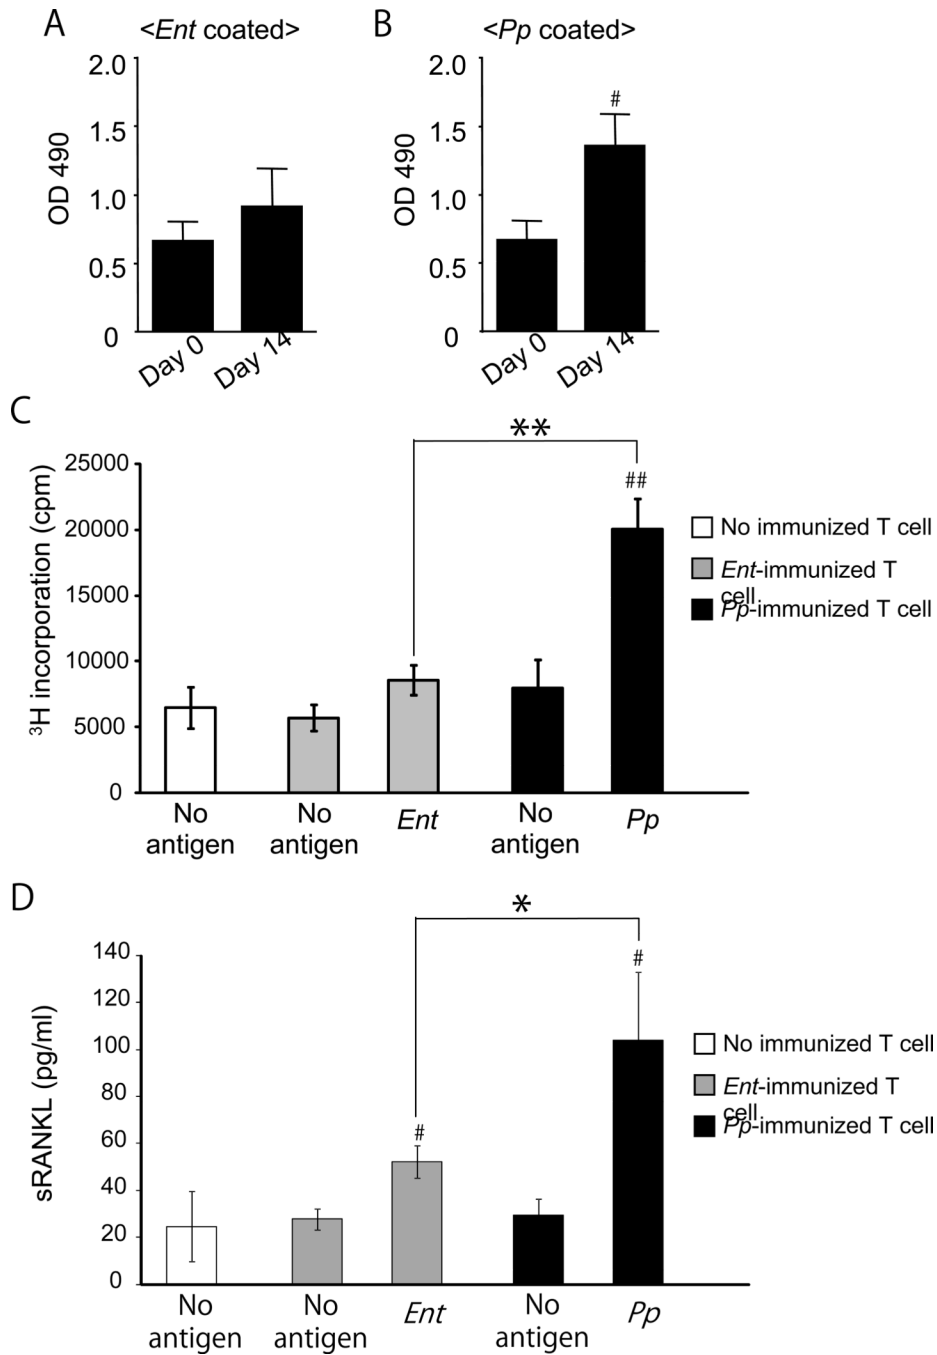 A
<Ent coated>
B
<Pp coated>
2.0
1.5
1.0
0.5
0
OD 490
Day 0
Day 14
2.0
1.5
1.0
0.5
0
OD 490
#
Day 0
Day 14
C
**
##
25000
20000
15000
10000
5000
0
³H incorporation (cpm)
No immunized T cell
Ent-immunized T
cell
Pp-immunized T cell
No
antigen
No
antigen
Ent
No
antigen
Pp
D
*
#
#
140
120
100
80
60
40
20
0
sRANKL (pg/ml)
No immunized T cell
Ent-immunized T
cell
Pp-immunized T cell
No
antigen
No
antigen
Ent
No
antigen
Pp